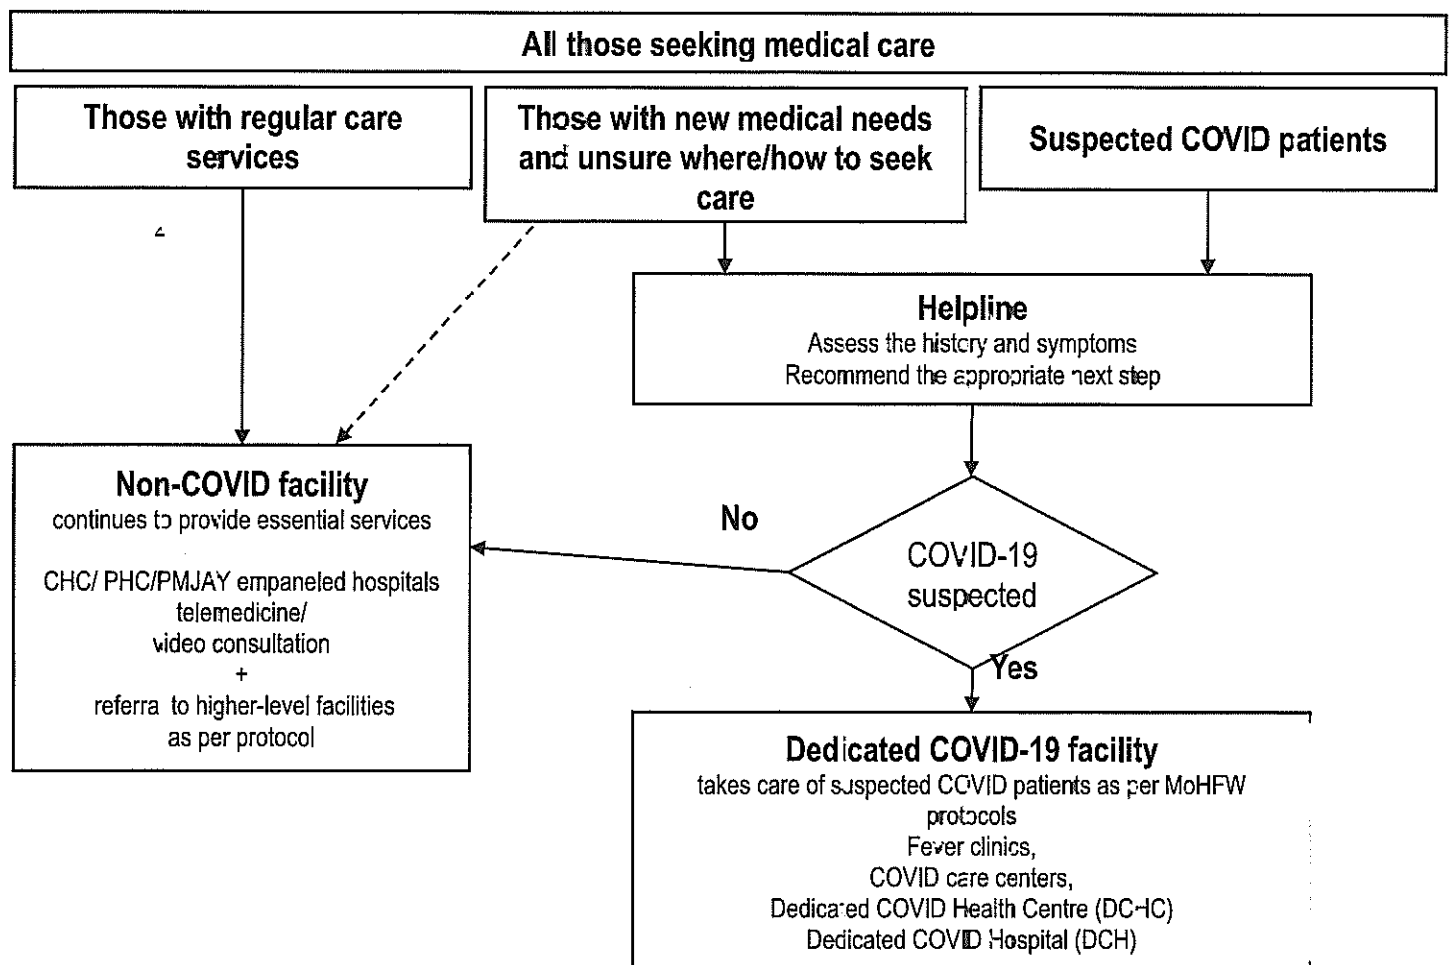 All those seeking medical care
Those with regular care
services
Those with new medical needs
and unsure where/how to seek
care
Suspected COVID patients
Helpline
Assess the history and symptoms
Recommend the appropriate next step
Non-COVID facility
continues to provide essential services
CHC/ PHC/PMJAY empaneled hospitals
telemedicine/
video consultation
+
referral to higher-level facilities
as per protocol
No
COVID-19
suspected
Yes
Dedicated COVID-19 facility
takes care of suspected COVID patients as per MoHFW
protocols
Fever clinics,
COVID care centers,
Dedicated COVID Health Centre (DCHC)
Dedicated COVID Hospital (DCH)